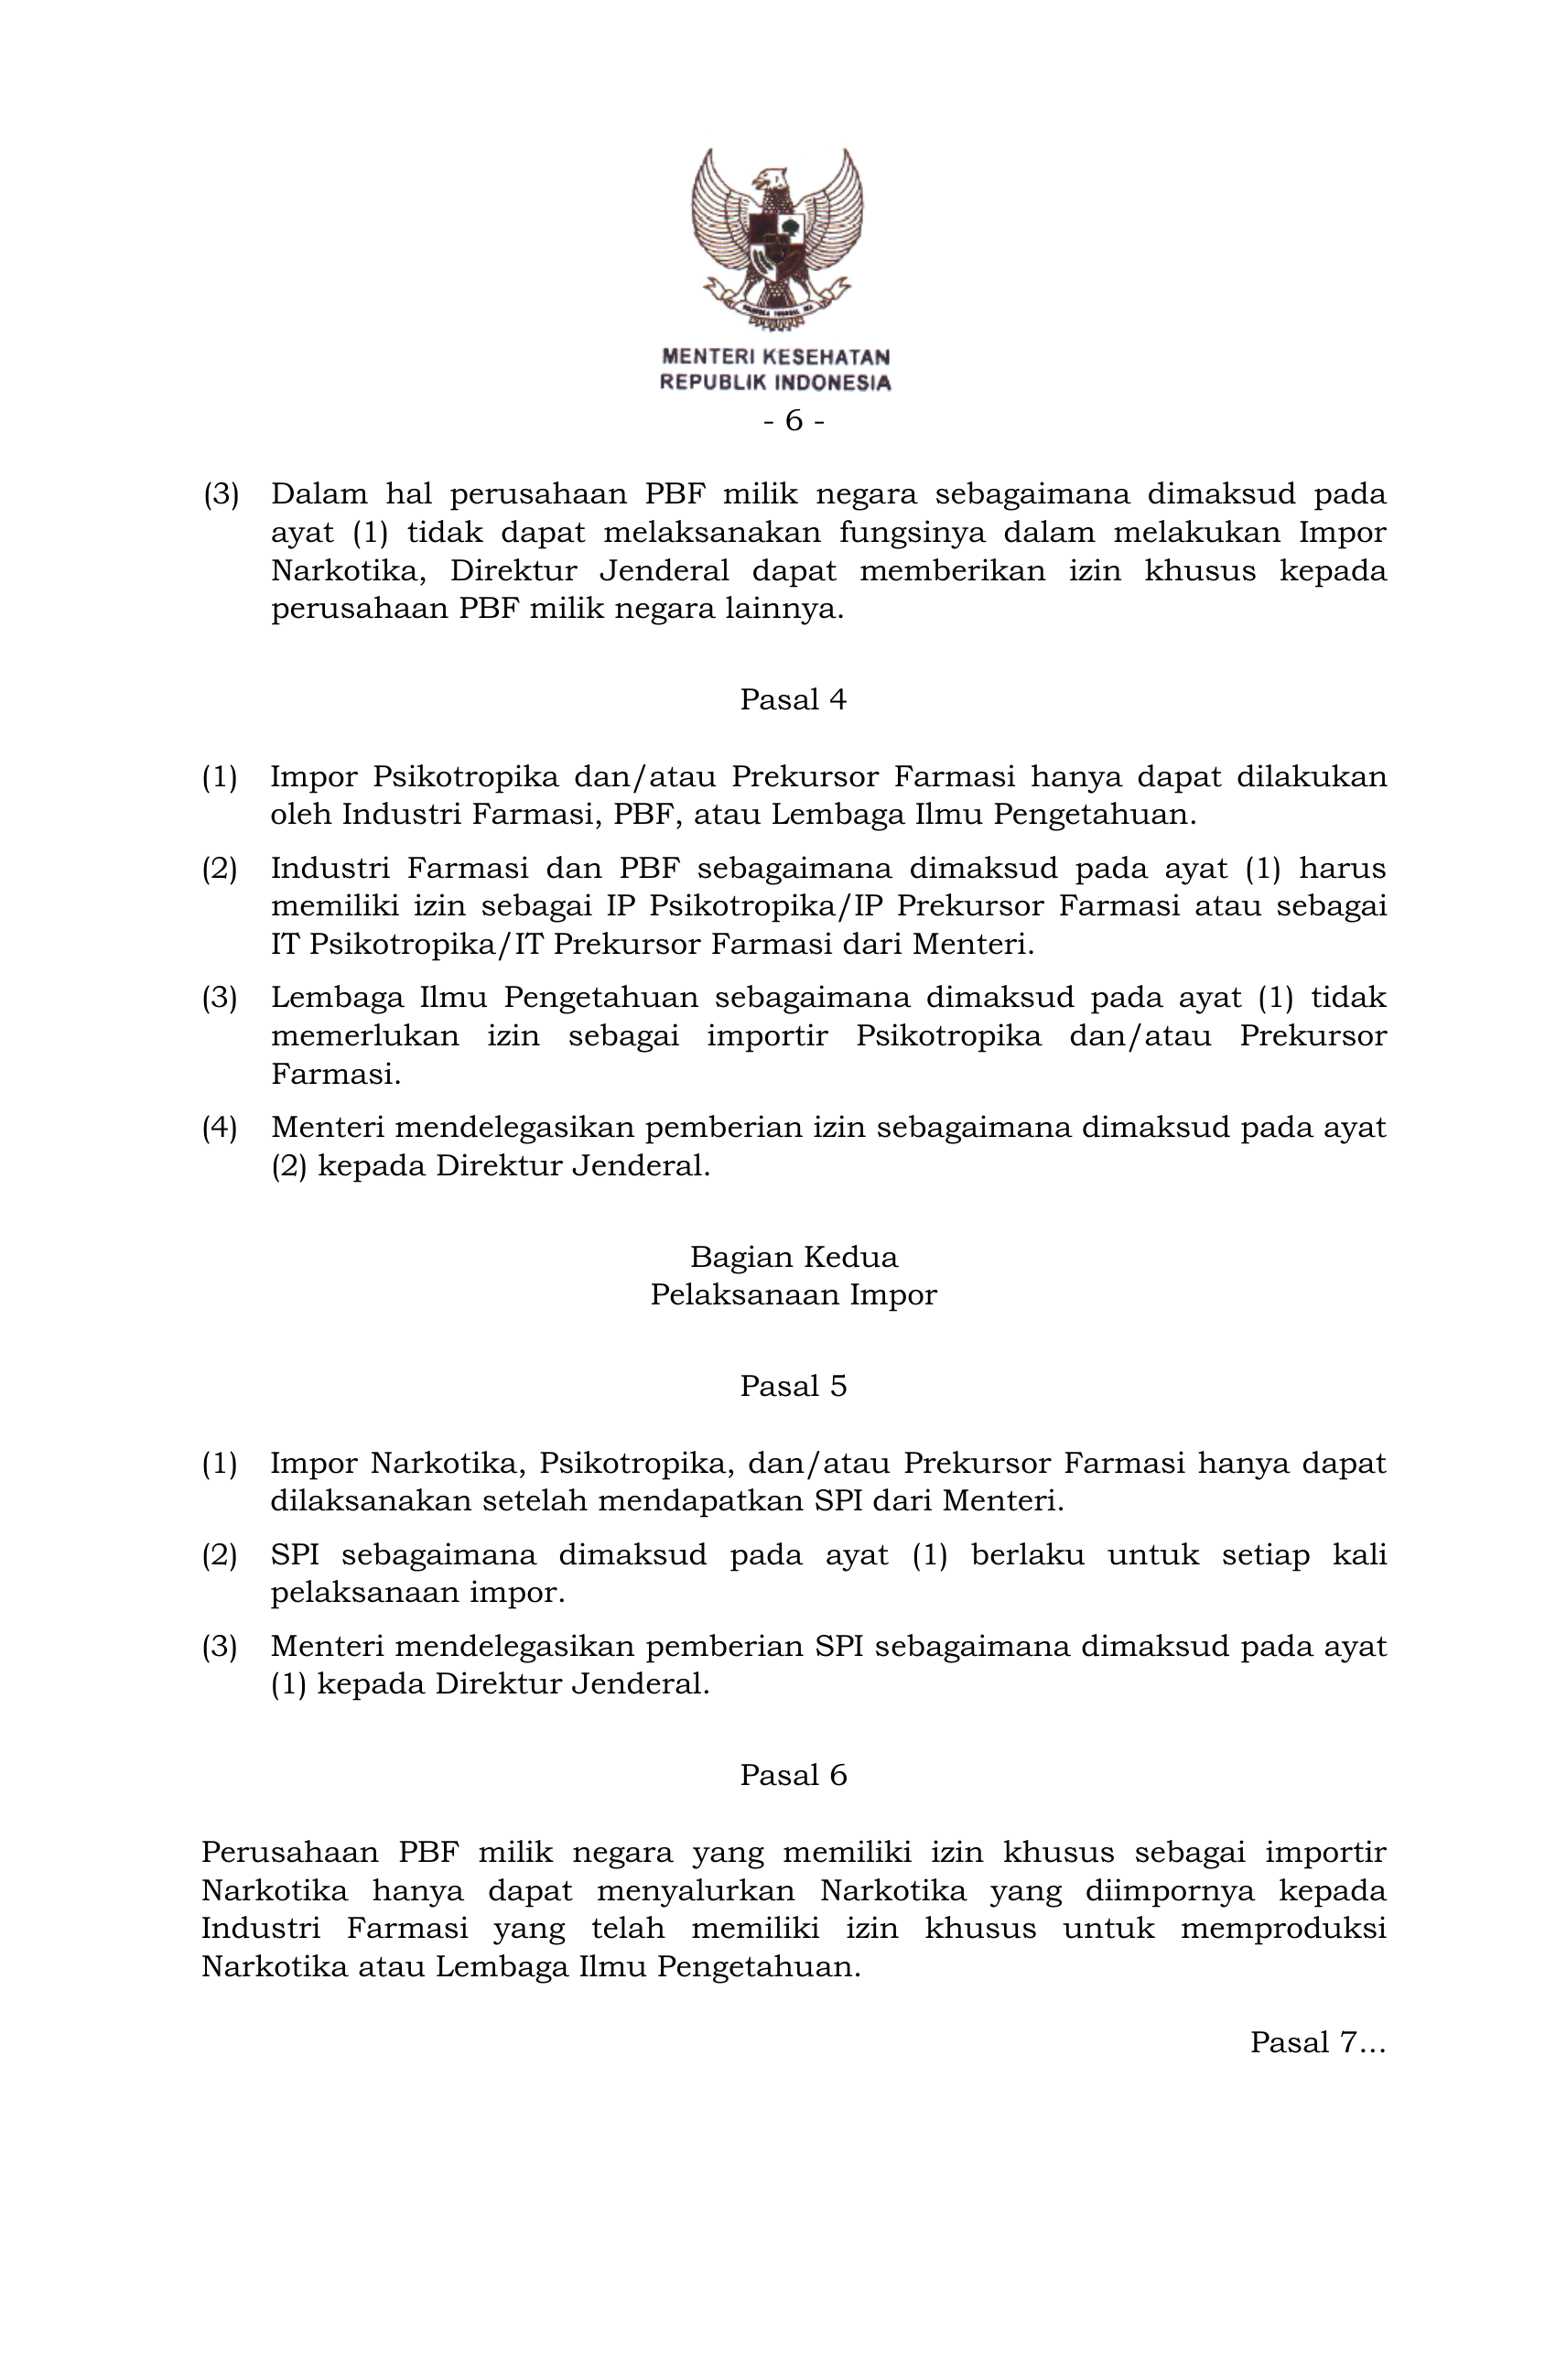 MENTERI KESEHATAN
REPUBLIK INDONESIA
- 6 -
(3) Dalam hal perusahaan PBF milik negara sebagaimana dimaksud pada
ayat (1) tidak dapat melaksanakan fungsinya dalam melakukan Impor
Narkotika, Direktur Jenderal dapat memberikan izin khusus kepada
perusahaan PBF milik negara lainnya.
Pasal 4
(1) Impor Psikotropika dan/atau Prekursor Farmasi hanya dapat dilakukan
oleh Industri Farmasi, PBF, atau Lembaga Ilmu Pengetahuan.
(2) Industri Farmasi dan PBF sebagaimana dimaksud pada ayat (1) harus
memiliki izin sebagai IP Psikotropika/IP Prekursor Farmasi atau sebagai
IT Psikotropika/IT Prekursor Farmasi dari Menteri.
(3) Lembaga Ilmu Pengetahuan sebagaimana dimaksud pada ayat (1) tidak
memerlukan izin sebagai importir Psikotropika dan/atau Prekursor
Farmasi.
(4) Menteri mendelegasikan pemberian izin sebagaimana dimaksud pada ayat
(2) kepada Direktur Jenderal.
Bagian Kedua
Pelaksanaan Impor
Pasal 5
(1) Impor Narkotika, Psikotropika, dan/atau Prekursor Farmasi hanya dapat
dilaksanakan setelah mendapatkan SPI dari Menteri.
(2) SPI sebagaimana dimaksud pada ayat (1) berlaku untuk setiap kali
pelaksanaan impor.
(3) Menteri mendelegasikan pemberian SPI sebagaimana dimaksud pada ayat
(1) kepada Direktur Jenderal.
Pasal 6
Perusahaan PBF milik negara yang memiliki izin khusus sebagai importir
Narkotika hanya dapat menyalurkan Narkotika yang diimpornya kepada
Industri Farmasi yang telah memiliki izin khusus untuk memproduksi
Narkotika atau Lembaga Ilmu Pengetahuan.
Pasal 7...